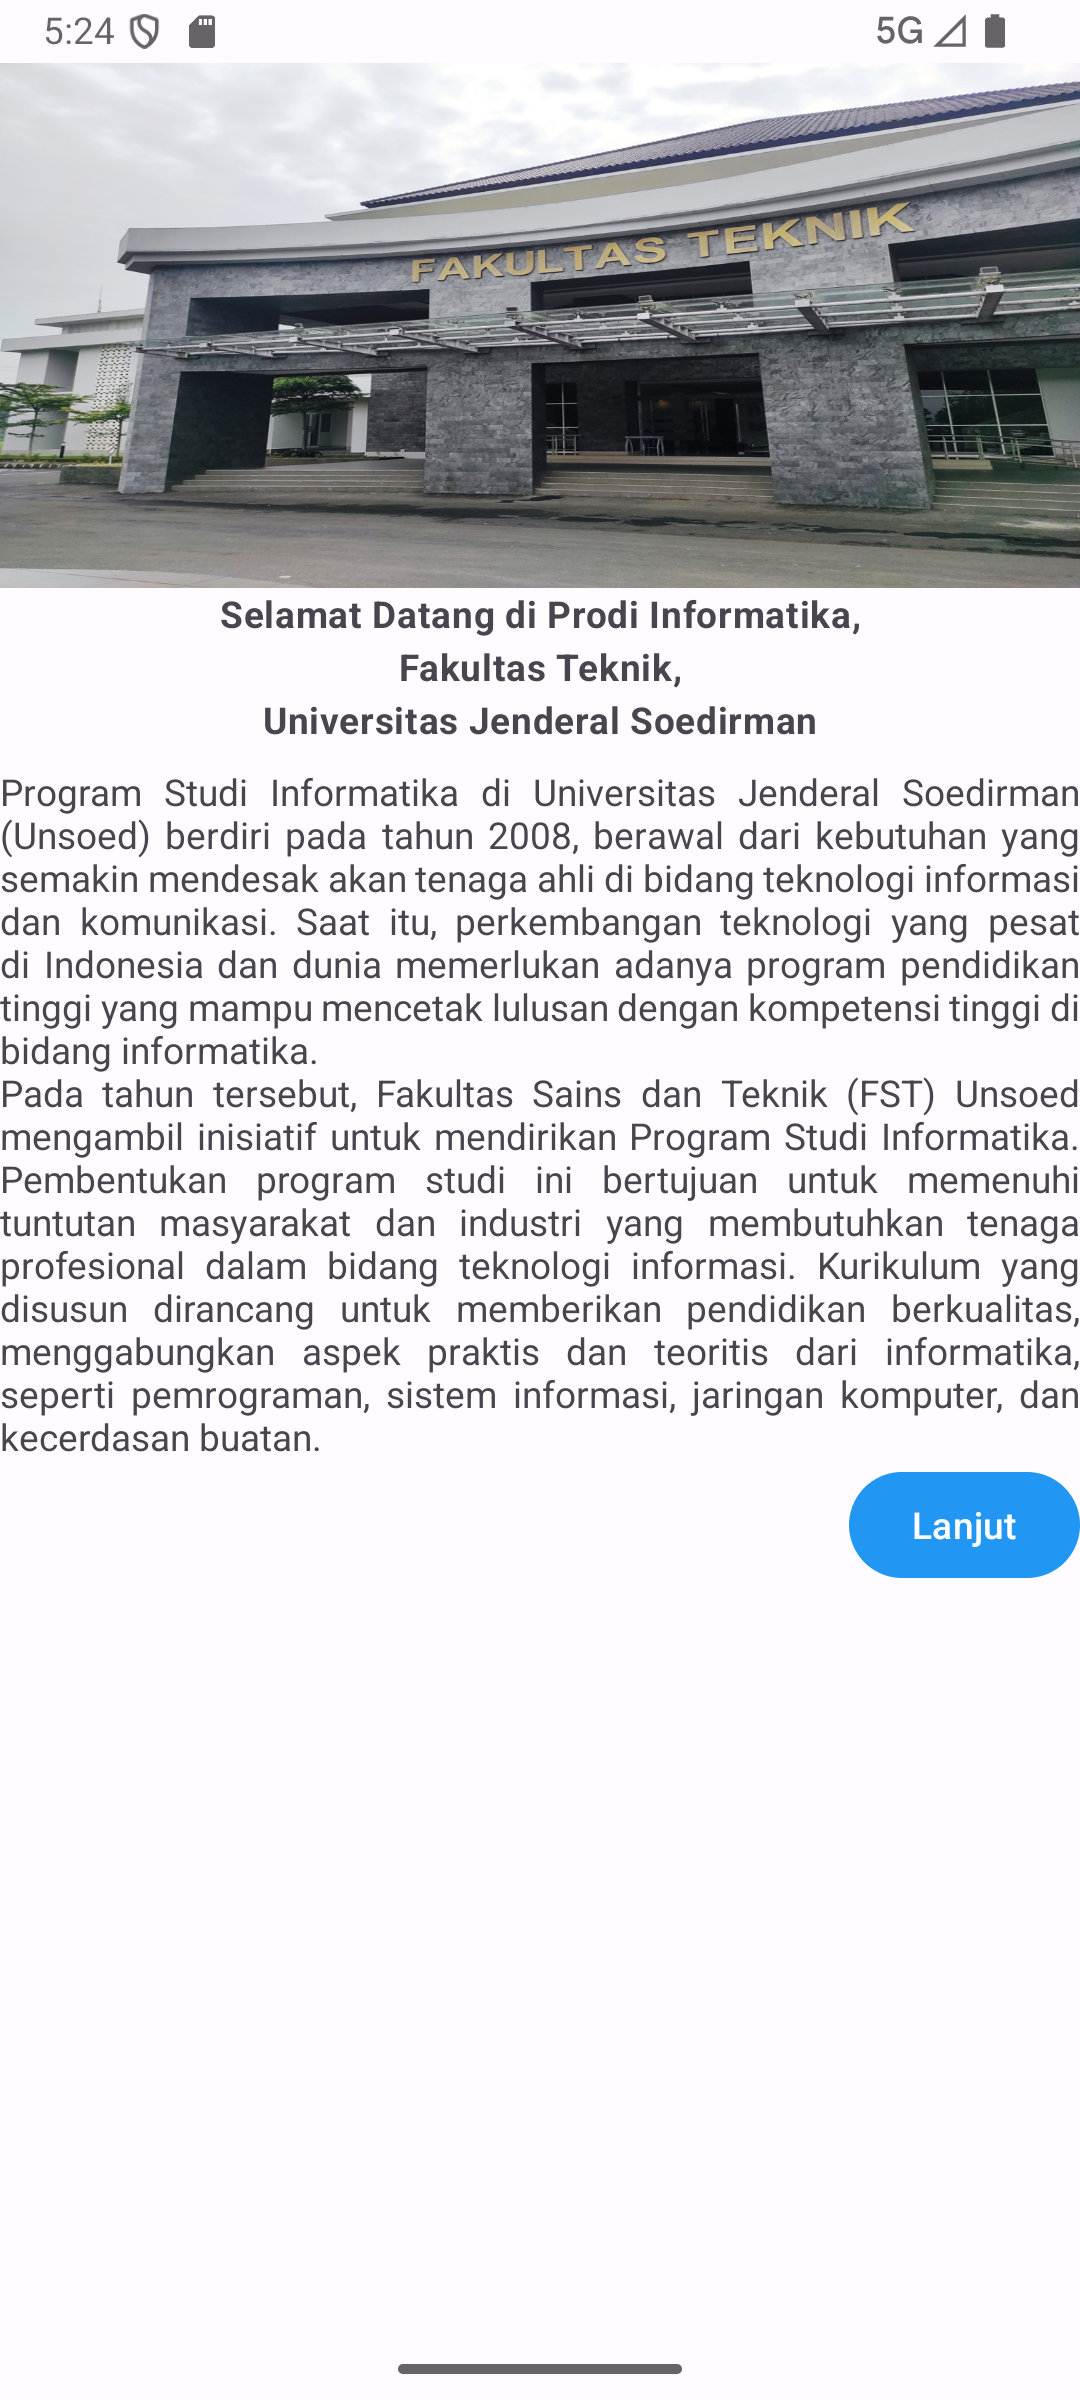 5:24
5G
FAKULTAS TEKNIK
Selamat Datang di Prodi Informatika,
Fakultas Teknik,
Universitas Jenderal Soedirman
Program Studi Informatika di Universitas Jenderal Soedirman
(Unsoed) berdiri pada tahun 2008, berawal dari kebutuhan yang
semakin mendesak akan tenaga ahli di bidang teknologi informasi
dan komunikasi. Saat itu, perkembangan teknologi yang pesat
di Indonesia dan dunia memerlukan adanya program pendidikan
tinggi yang mampu mencetak lulusan dengan kompetensi tinggi di
bidang informatika.
Pada tahun tersebut, Fakultas Sains dan Teknik (FST) Unsoed
mengambil inisiatif untuk mendirikan Program Studi Informatika.
Pembentukan program studi ini bertujuan untuk memenuhi
tuntutan masyarakat dan industri yang membutuhkan tenaga
profesional dalam bidang teknologi informasi. Kurikulum yang
disusun dirancang untuk memberikan pendidikan berkualitas,
menggabungkan aspek praktis dan teoritis dari informatika,
seperti pemrograman, sistem informasi, jaringan komputer, dan
kecerdasan buatan.
Lanjut